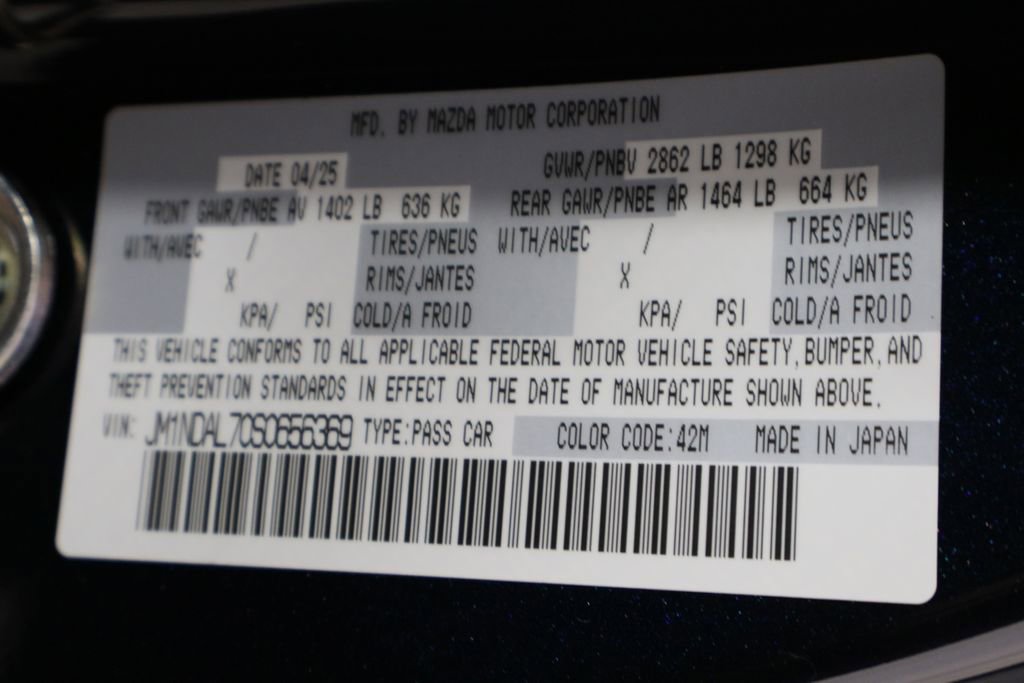 MFD. BY MAZDA MOTOR CORPORATION
DATE 04/25 GVWR/PNBV 2862 LB 1298 KG
FRONT GAWR/PNBE AV 1402 LB 636 KG REAR GAWR/PNBE AR 1464 LB 664 KG
WITH/AVEC / TIRES/PNEUS WITH/AVEC / TIRES/PNEUS
X RIMS/JANTES X RIMS/JANTES
KPA/ PSI COLD/A FROID KPA/ PSI COLD/A FROID
THIS VEHICLE CONFORMS TO ALL APPLICABLE FEDERAL MOTOR VEHICLE SAFETY, BUMPER, AND
THEFT PREVENTION STANDARDS IN EFFECT ON THE DATE OF MANUFACTURE SHOWN ABOVE.
VIN: JM1NDAL70S0656369 TYPE:PASS CAR COLOR CODE:42M MADE IN JAPAN